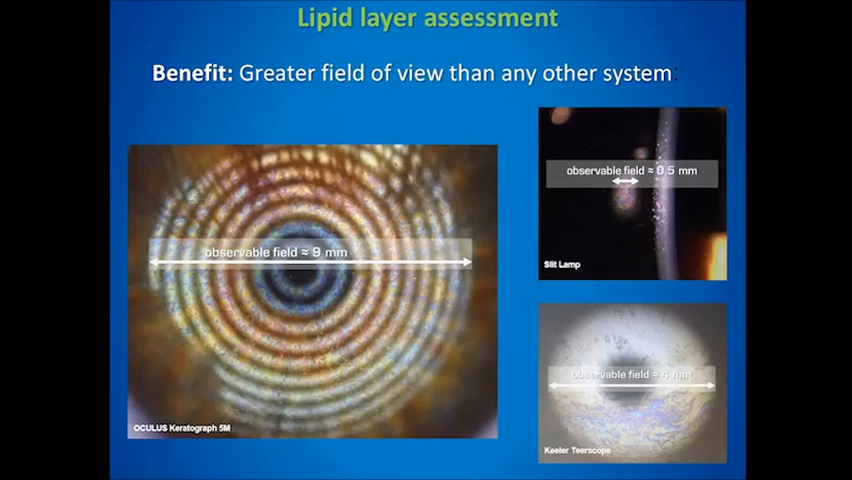 Lipid layer assessment
Benefit: Greater field of view than any other system:
observable field ≈ 9 mm
OCULUS Keratograph 5M
observable field ≈ 0,5 mm
Slit Lamp
observable field ≈ 4 mm
Keeler Teerscope